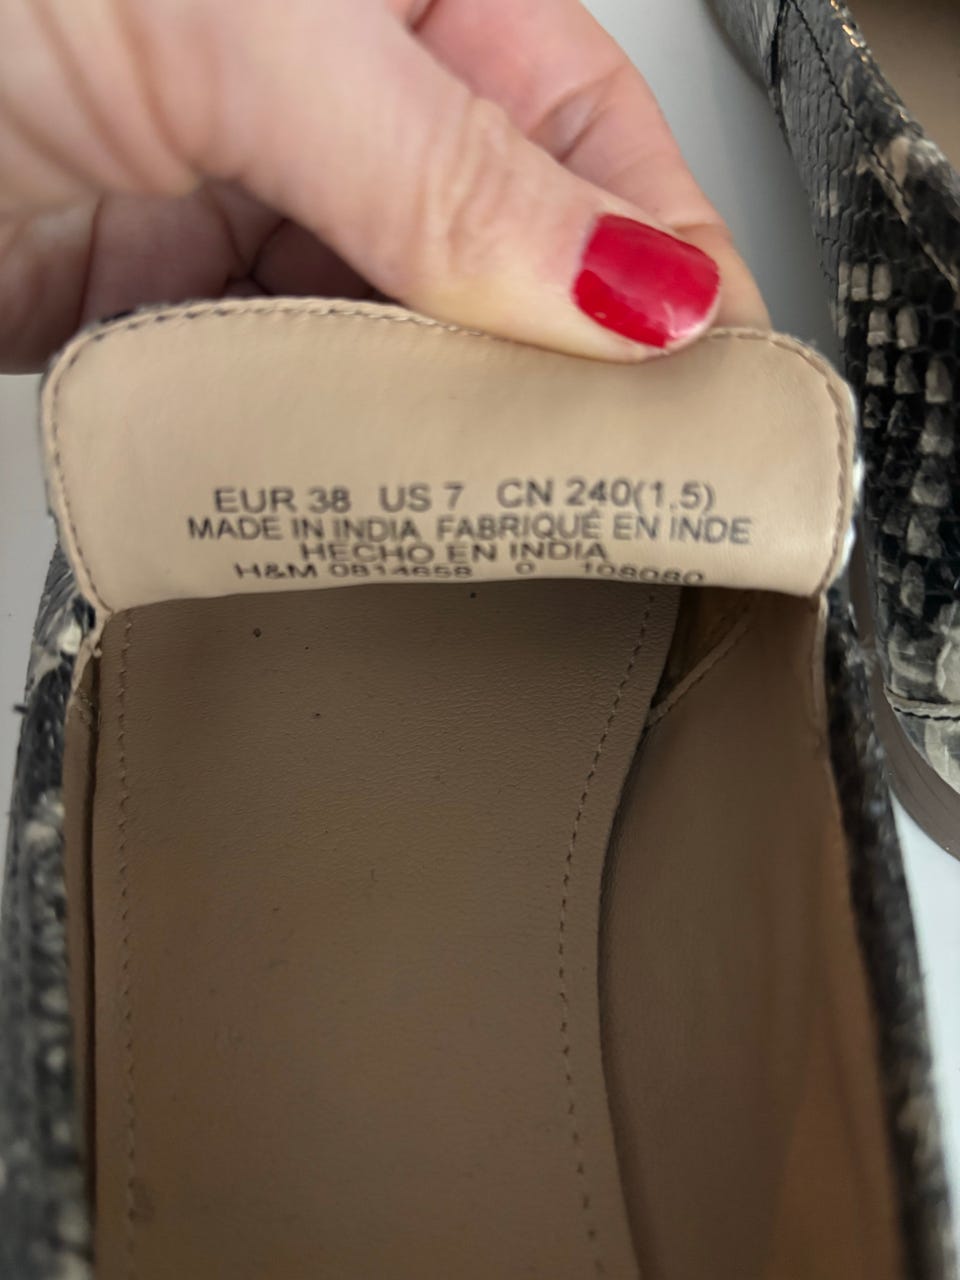 EUR 38 US 7 CN 240(1,5)
MADE IN INDIA FABRIQUÉ EN INDE
HECHO EN INDIA
H&M 0814658 0 108080